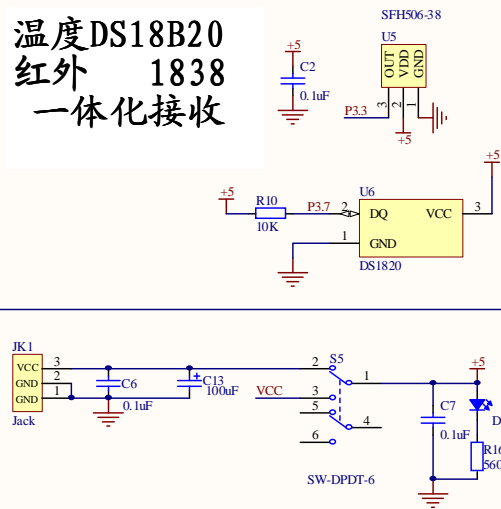 温度DS18B20
红外 1838
一体化接收
SFH506-38
U5
OUT
VDD
GND
3
2
1
P3.3
+5
+5
C2
0.1uF
+5
R10
10K
P3.7
U6
2
DQ
VCC
3
1
GND
DS1820
+5
JK1
VCC
3
GND
2
GND
1
Jack
C6
0.1uF
+
C13
100uF
VCC
S5
2
1
3
5
4
6
SW-DPDT-6
+5
C7
0.1uF
D
R16
560